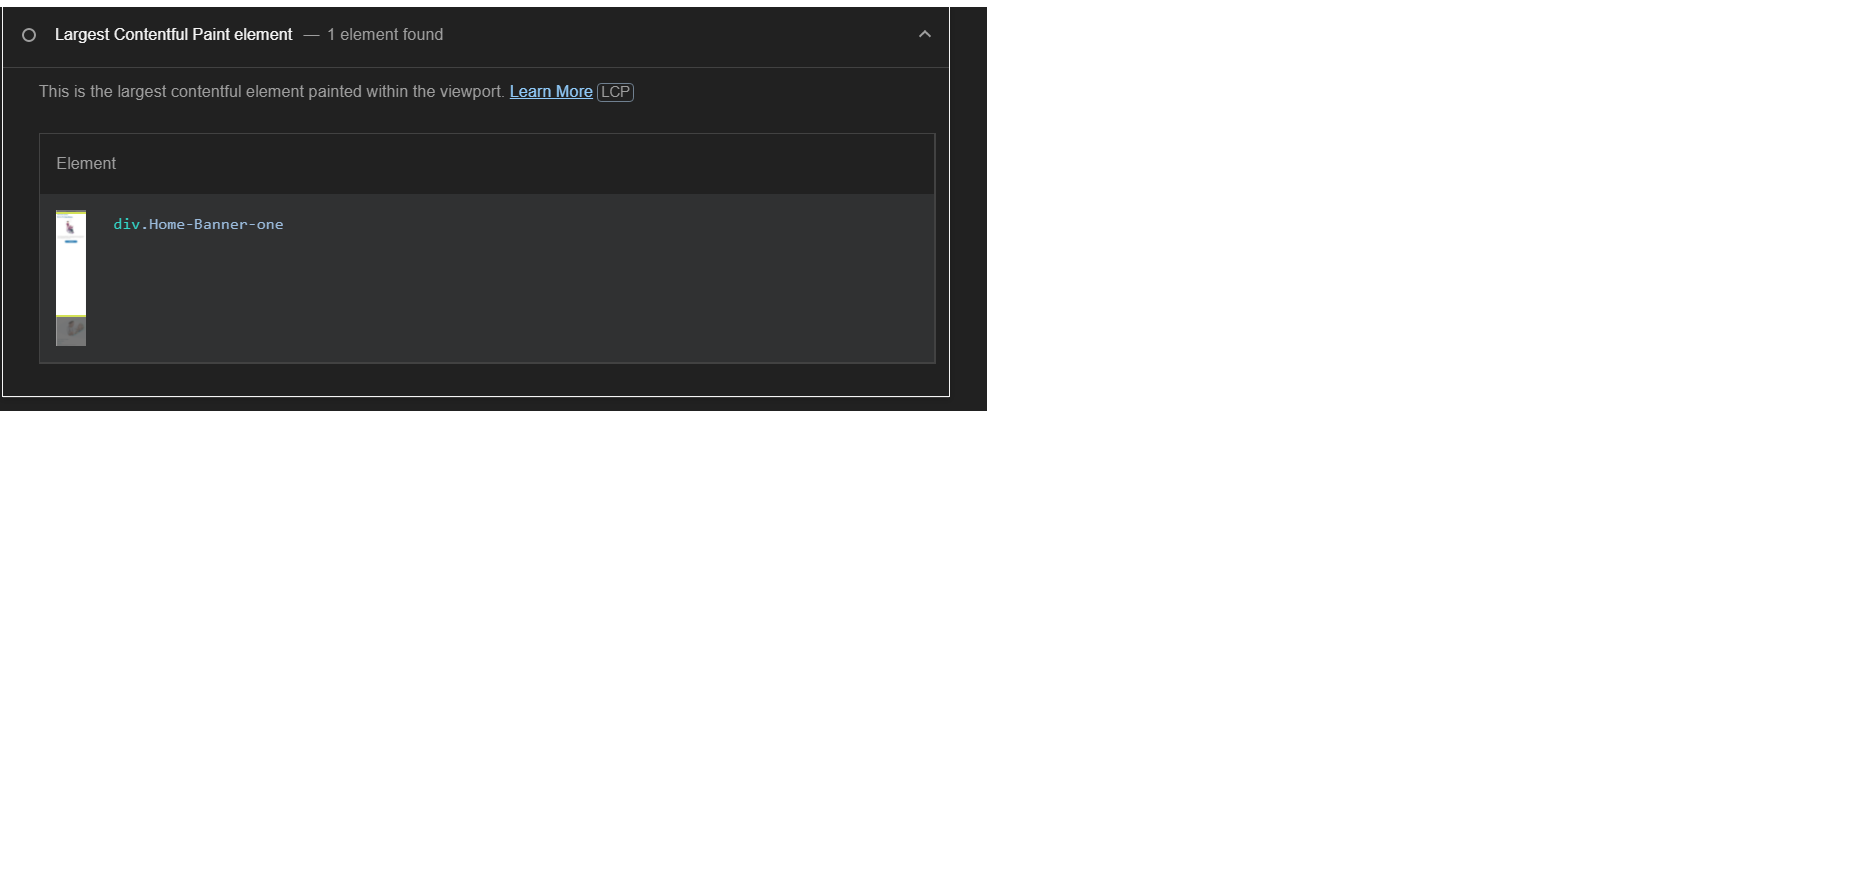 Largest Contentful Paint element — 1 element found
This is the largest contentful element painted within the viewport. Learn More LCP
Element
div.Home-Banner-one